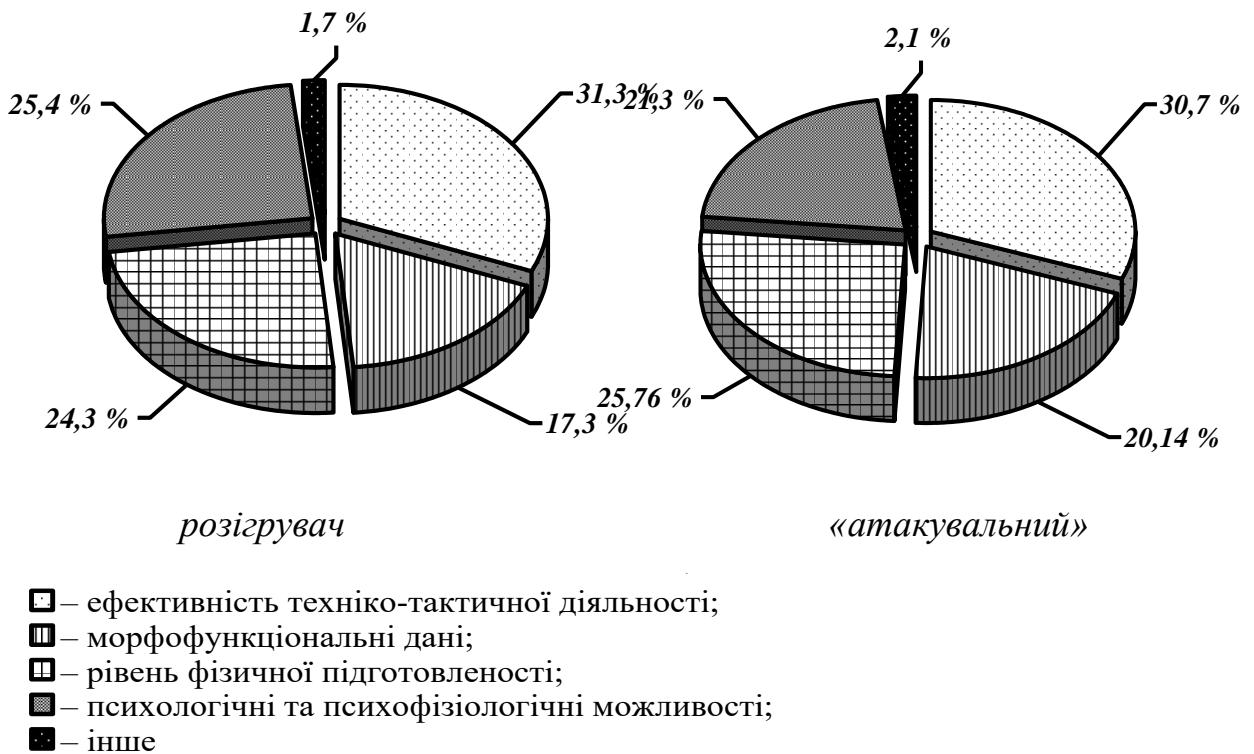 1,7 %
2,1 %
25,4 %
31,3 %
21,3 %
30,7 %
24,3 %
17,3 %
25,76 %
20,14 %
розігрувач
«атакувальний»
– ефективність техніко-тактичної діяльності;
– морфофункціональні дані;
– рівень фізичної підготовленості;
– психологічні та психофізіологічні можливості;
– інше